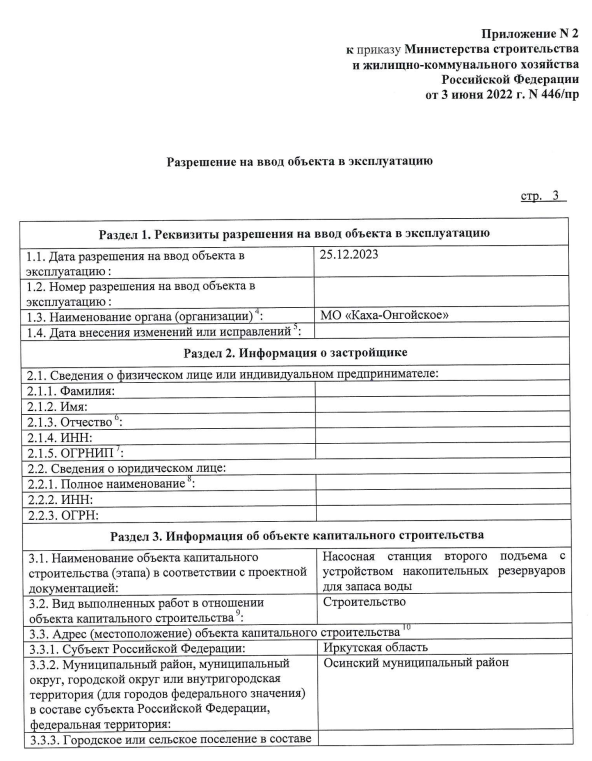 Приложение N 2
к приказу Министерства строительства
и жилищно-коммунального хозяйства
Российской Федерации
от 3 июня 2022 г. N 446/пр
Разрешение на ввод объекта в эксплуатацию
стр. 3
Раздел 1. Реквизиты разрешения на ввод объекта в эксплуатацию
1.1. Дата разрешения на ввод объекта в
эксплуатацию:
25.12.2023
1.2. Номер разрешения на ввод объекта в
эксплуатацию:
1.3. Наименование органа (организации) 4:
МО «Каха-Онгойское»
1.4. Дата внесения изменений или исправлений 5:
Раздел 2. Информация о застройщике
2.1. Сведения о физическом лице или индивидуальном предпринимателе:
2.1.1. Фамилия:
2.1.2. Имя:
2.1.3. Отчество 6:
2.1.4. ИНН:
2.1.5. ОГРНИП 7:
2.2. Сведения о юридическом лице:
2.2.1. Полное наименование 8:
2.2.2. ИНН:
2.2.3. ОГРН:
Раздел 3. Информация об объекте капитального строительства
3.1. Наименование объекта капитального
строительства (этапа) в соответствии с проектной
документацией:
Насосная станция второго подъема с
устройством накопительных резервуаров
для запаса воды
3.2. Вид выполненных работ в отношении
объекта капитального строительства 9:
Строительство
3.3. Адрес (местоположение) объекта капитального строительства 10
3.3.1. Субъект Российской Федерации:
Иркутская область
3.3.2. Муниципальный район, муниципальный
округ, городской округ или внутригородская
территория (для городов федерального значения)
в составе субъекта Российской Федерации,
федеральная территория:
Осинский муниципальный район
3.3.3. Городское или сельское поселение в составе